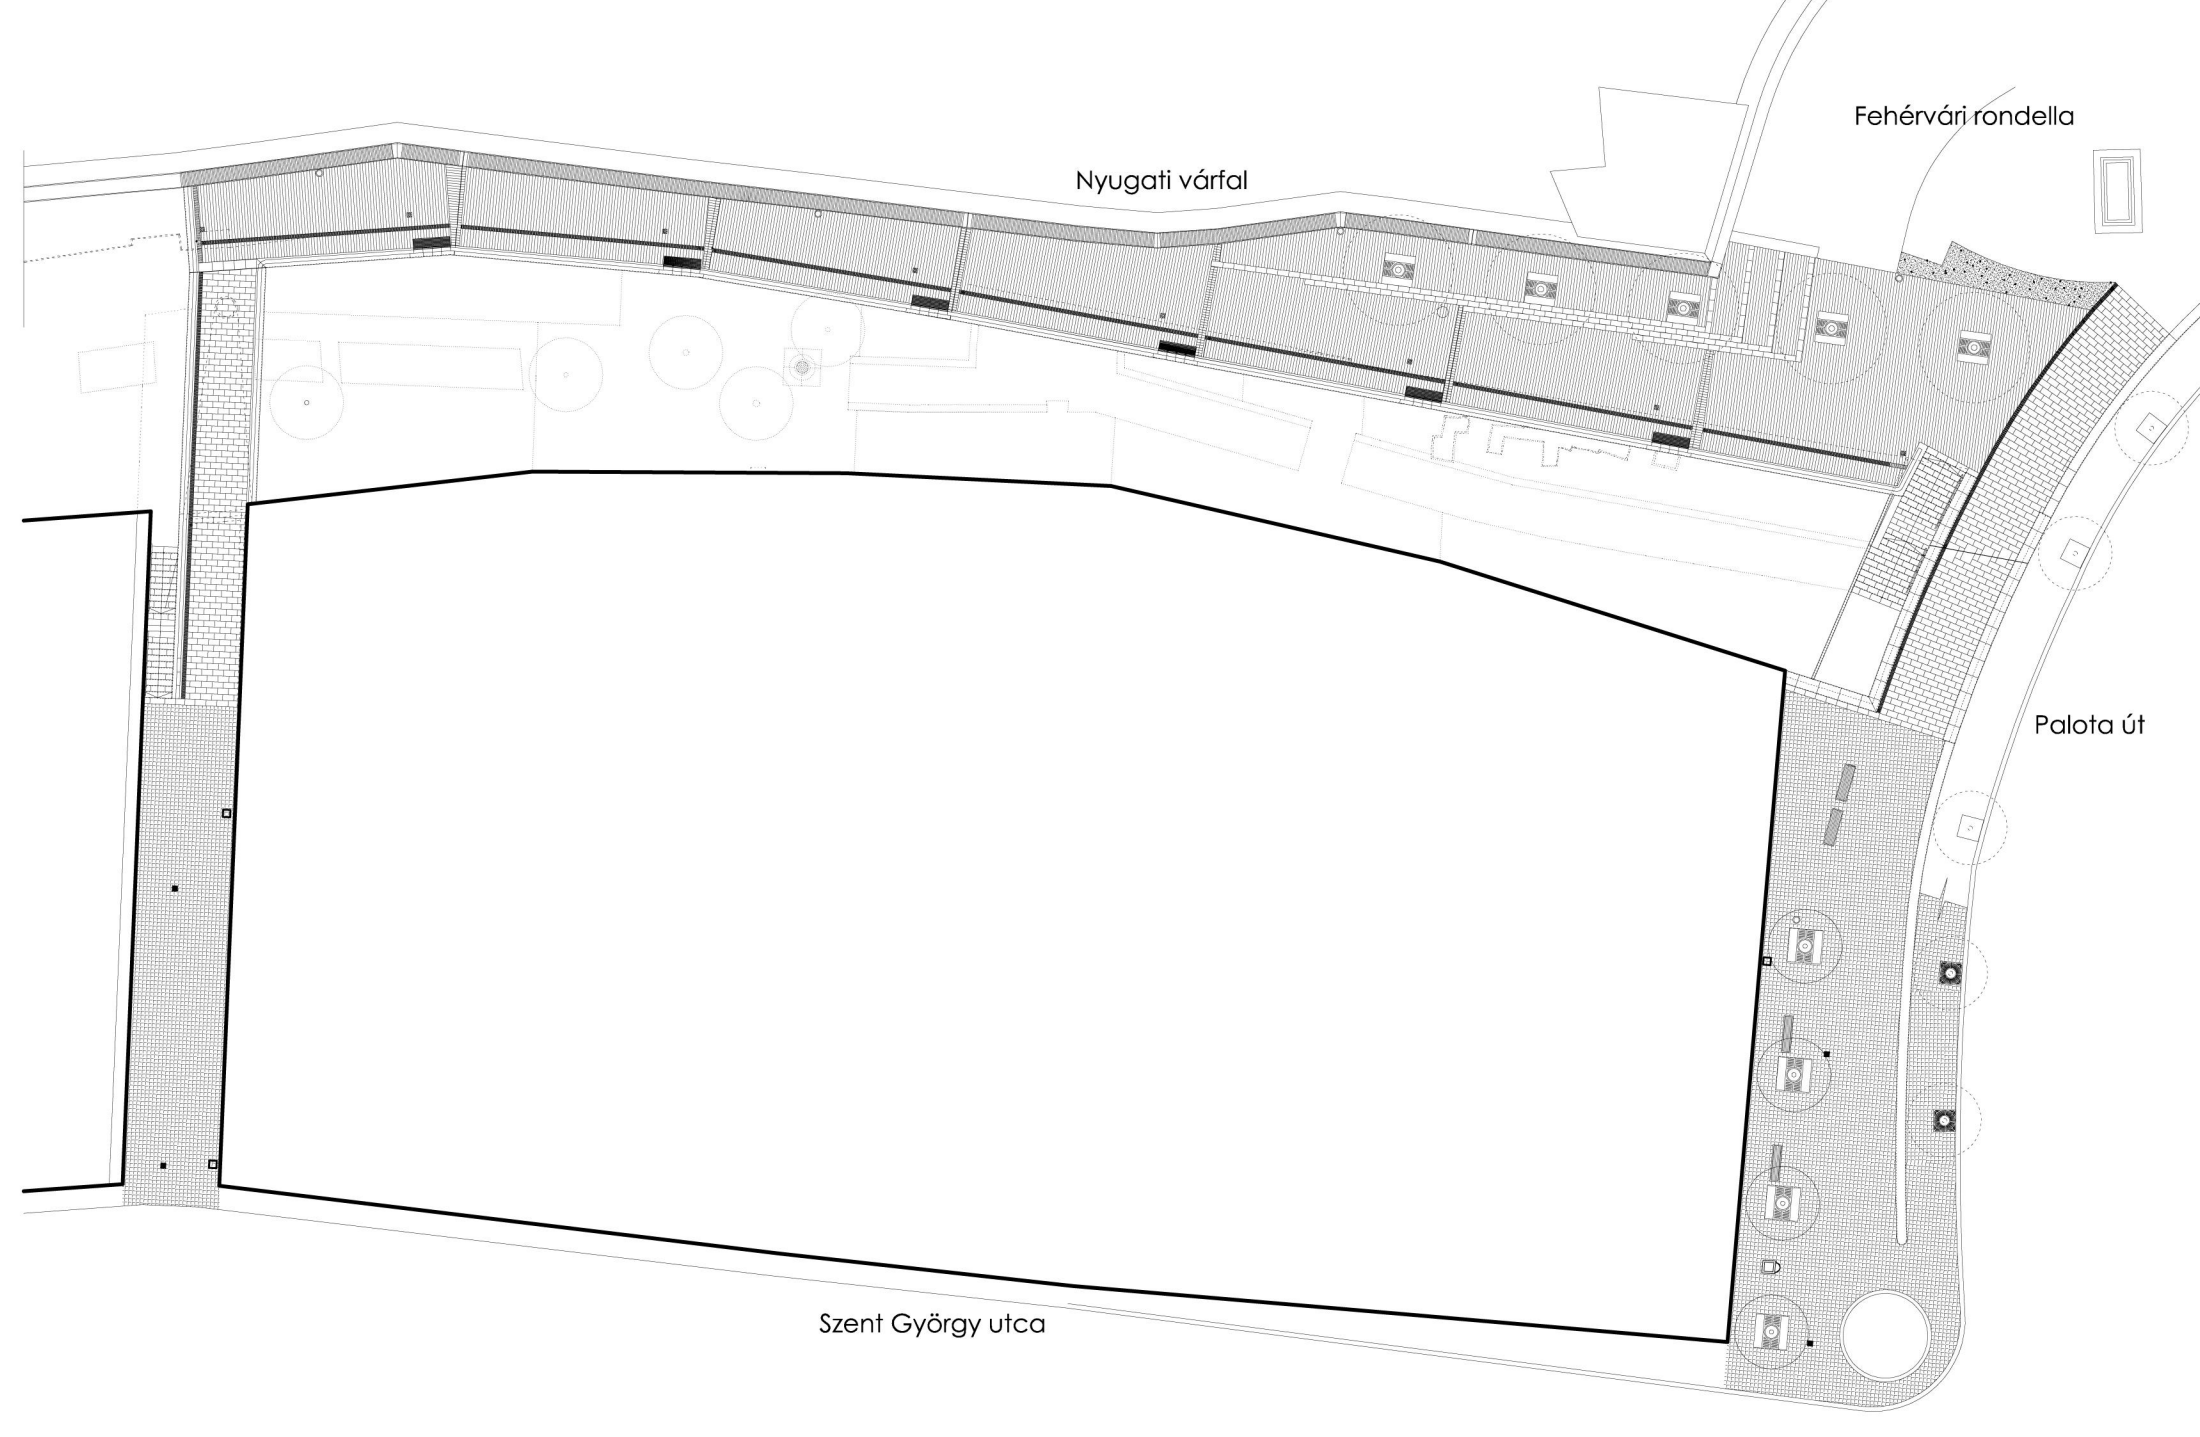 Fehérvári rondella
Nyugati várfal
Palota út
Szent György utca